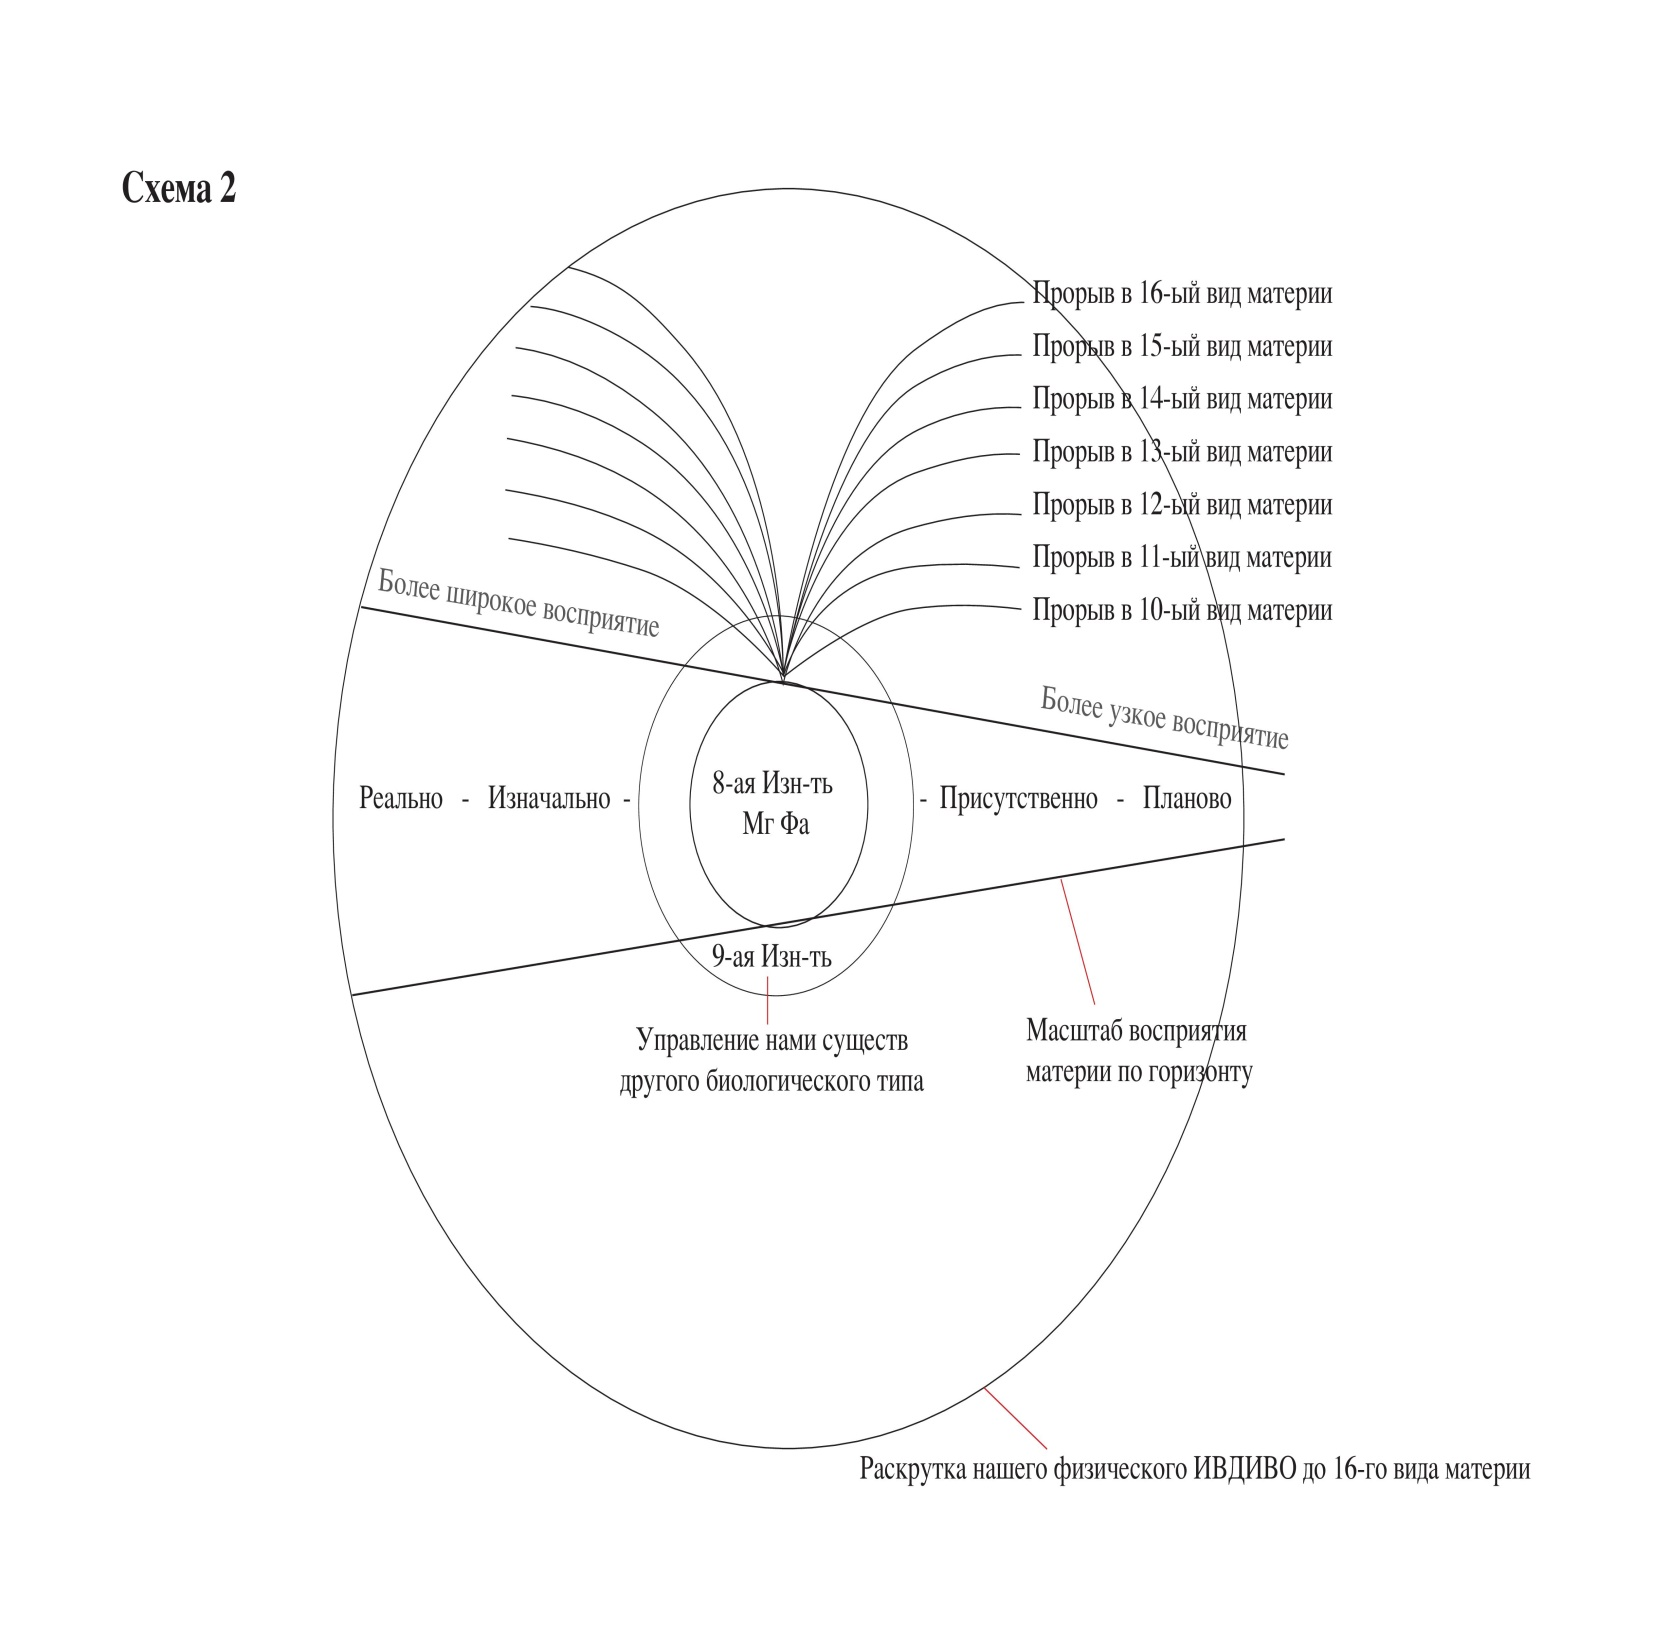 Схема 2
Прорыв в 16-ый вид материи
Прорыв в 15-ый вид материи
Прорыв в 14-ый вид материи
Прорыв в 13-ый вид материи
Прорыв в 12-ый вид материи
Прорыв в 11-ый вид материи
Прорыв в 10-ый вид материи
Более широкое восприятие
Более узкое восприятие
Реально - Изначально -
8-ая Изн-ть
Мг Фа
- Присутственно - Планово
9-ая Изн-ть
Управление нами существ
другого биологического типа
Масштаб восприятия
материи по горизонту
Раскрутка нашего физического ИВДИВО до 16-го вида материи